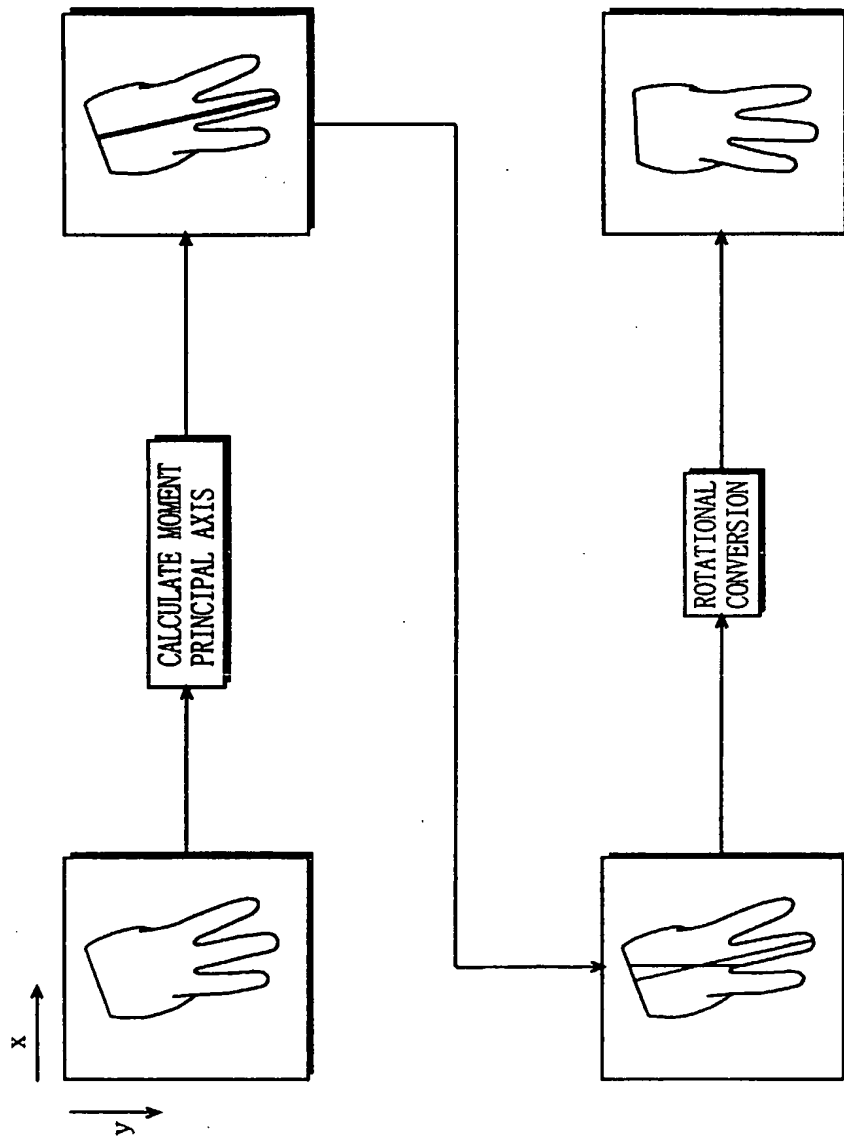 x
y
CALCULATE MOMENT
PRINCIPAL AXIS
ROTATIONAL
CONVERSION